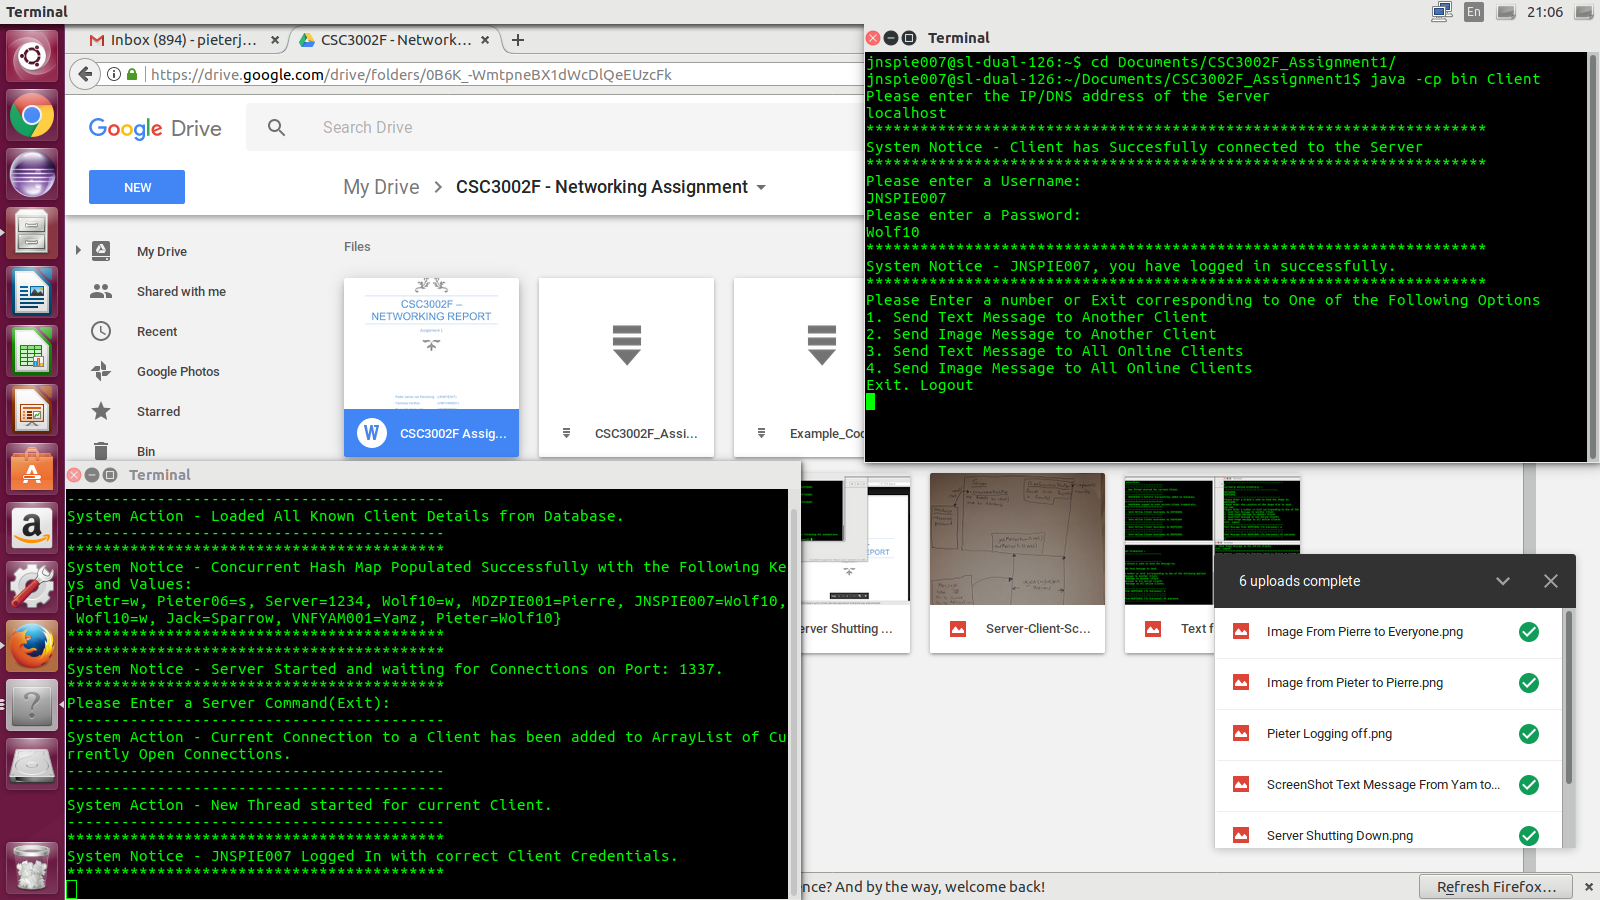 Terminal
En
21:06
Inbox (894) - pieterj...
CSC3002F - Network...
https://drive.google.com/drive/folders/0B6K_-WmtpneBX1dWcDlQeEUzcFk
Google Drive
Search Drive
NEW
My Drive > CSC3002F - Networking Assignment
My Drive
Shared with me
Recent
Google Photos
Starred
Bin
Files
CSC3002F –
NETWORKING REPORT
Assignment 1
W
CSC3002F Assig...
CSC3002F_Assi...
Example_Co
Terminal
jnspie007@sl-dual-126:~$ cd Documents/CSC3002F_Assignment1/
jnspie007@sl-dual-126:~/Documents/CSC3002F_Assignment1$ java -cp bin Client
Please enter the IP/DNS address of the Server
localhost
*********************************************************************
System Notice - Client has Succesfully connected to the Server
*********************************************************************
Please enter a Username:
JNSPIE007
Please enter a Password:
Wolf10
*********************************************************************
System Notice - JNSPIE007, you have logged in successfully.
*********************************************************************
Please Enter a number or Exit corresponding to One of the Following Options
1. Send Text Message to Another Client
2. Send Image Message to Another Client
3. Send Text Message to All Online Clients
4. Send Image Message to All Online Clients
Exit. Logout
Terminal
------------------------------------------
System Action - Loaded All Known Client Details from Database.
------------------------------------------
******************************************
System Notice - Concurrent Hash Map Populated Successfully with the Following Ke
ys and Values:
{Pietr=w, Pieter06=s, Server=1234, Wolf10=w, MDZPIE001=Pierre, JNSPIE007=Wolf10,
 Wofl10=w, Jack=Sparrow, VNFYAM001=Yamz, Pieter=Wolf10}
******************************************
******************************************
System Notice - Server Started and waiting for Connections on Port: 1337.
******************************************
Please Enter a Server Command(Exit):
------------------------------------------
System Action - Current Connection to a Client has been added to ArrayList of Cu
rrently Open Connections.
------------------------------------------
------------------------------------------
System Action - New Thread started for current Client.
------------------------------------------
******************************************
System Notice - JNSPIE007 Logged In with correct Client Credentials.
******************************************
erver Shutting ...
Server-Client-Sc...
Text f
6 uploads complete
Image From Pierre to Everyone.png
Image from Pieter to Pierre.png
Pieter Logging off.png
ScreenShot Text Message From Yam to...
Server Shutting Down.png
ence? And by the way, welcome back!
Refresh Firefox...